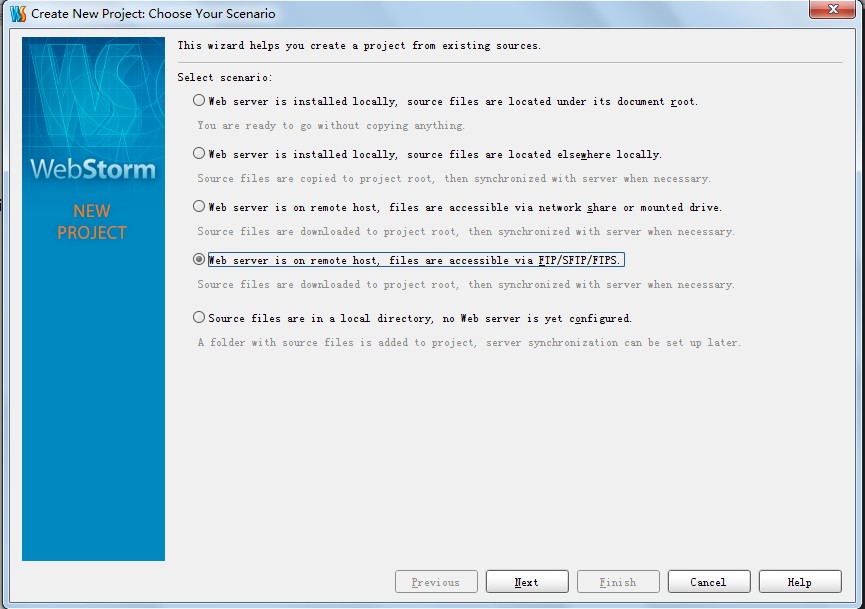 Create New Project: Choose Your Scenario
This wizard helps you create a project from existing sources.
Select scenario:
Web server is installed locally, source files are located under its document root.
You are ready to go without copying anything.
Web server is installed locally, source files are located elsewhere locally.
Source files are copied to project root, then synchronized with server when necessary.
Web server is on remote host, files are accessible via network share or mounted drive.
Source files are downloaded to project root, then synchronized with server when necessary.
Web server is on remote host, files are accessible via FTP/SFTP/FTPS.
Source files are downloaded to project root, then synchronized with server when necessary.
Source files are in a local directory, no Web server is yet configured.
A folder with source files is added to project, server synchronization can be set up later.
WS
WebStorm
NEW
PROJECT
Previous
Next
Finish
Cancel
Help